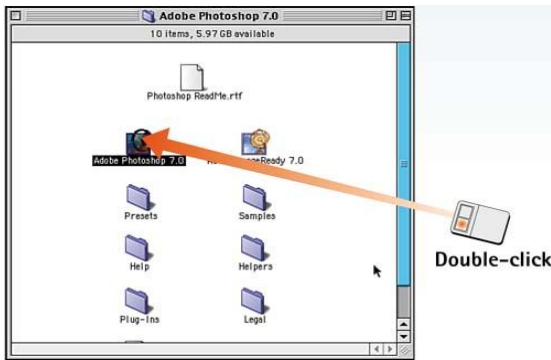 Adobe Photoshop 7.0
10 items, 5.97 GB available
Photoshop ReadMe.rtf
Adobe Photoshop 7.0
Ready 7.0
Presets
Samples
Help
Helpers
Double-click
Plug-Ins
Legal